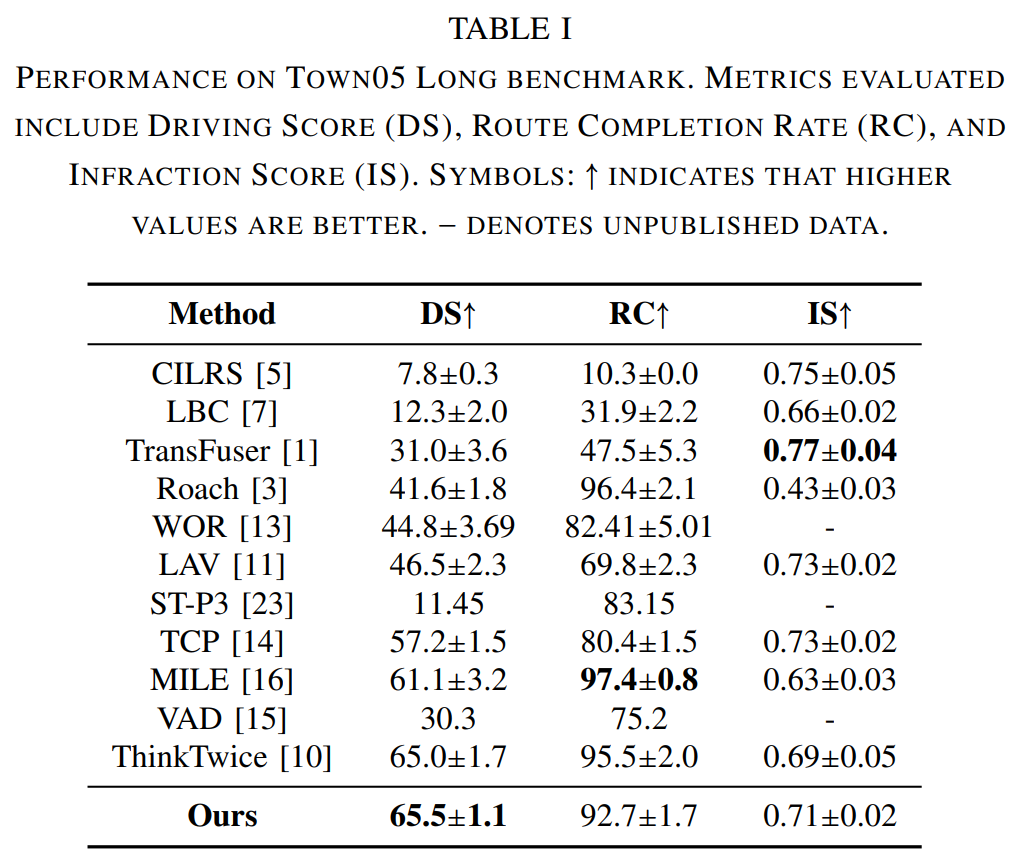 TABLE I
PERFORMANCE ON TOWN05 LONG BENCHMARK. METRICS EVALUATED
INCLUDE DRIVING SCORE (DS), ROUTE COMPLETION RATE (RC), AND
INFRACTION SCORE (IS). SYMBOLS: ↑ INDICATES THAT HIGHER
VALUES ARE BETTER. – DENOTES UNPUBLISHED DATA.
Method DS↑ RC↑ IS↑
CILRS [5] 7.8±0.3 10.3±0.0 0.75±0.05
LBC [7] 12.3±2.0 31.9±2.2 0.66±0.02
TransFuser [1] 31.0±3.6 47.5±5.3 0.77±0.04
Roach [3] 41.6±1.8 96.4±2.1 0.43±0.03
WOR [13] 44.8±3.69 82.41±5.01 -
LAV [11] 46.5±2.3 69.8±2.3 0.73±0.02
ST-P3 [23] 11.45 83.15 -
TCP [14] 57.2±1.5 80.4±1.5 0.73±0.02
MILE [16] 61.1±3.2 97.4±0.8 0.63±0.03
VAD [15] 30.3 75.2 -
ThinkTwice [10] 65.0±1.7 95.5±2.0 0.69±0.05
Ours 65.5±1.1 92.7±1.7 0.71±0.02